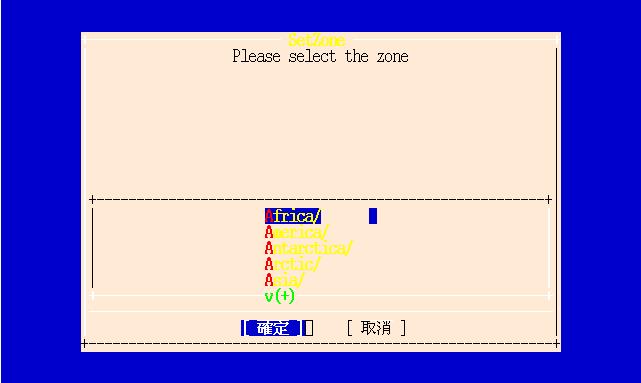 SetZone
Please select the zone
Africa/
America/
Antarctica/
Arctic/
Asia/
v(+)
[ 確定 ] [ 取消 ]